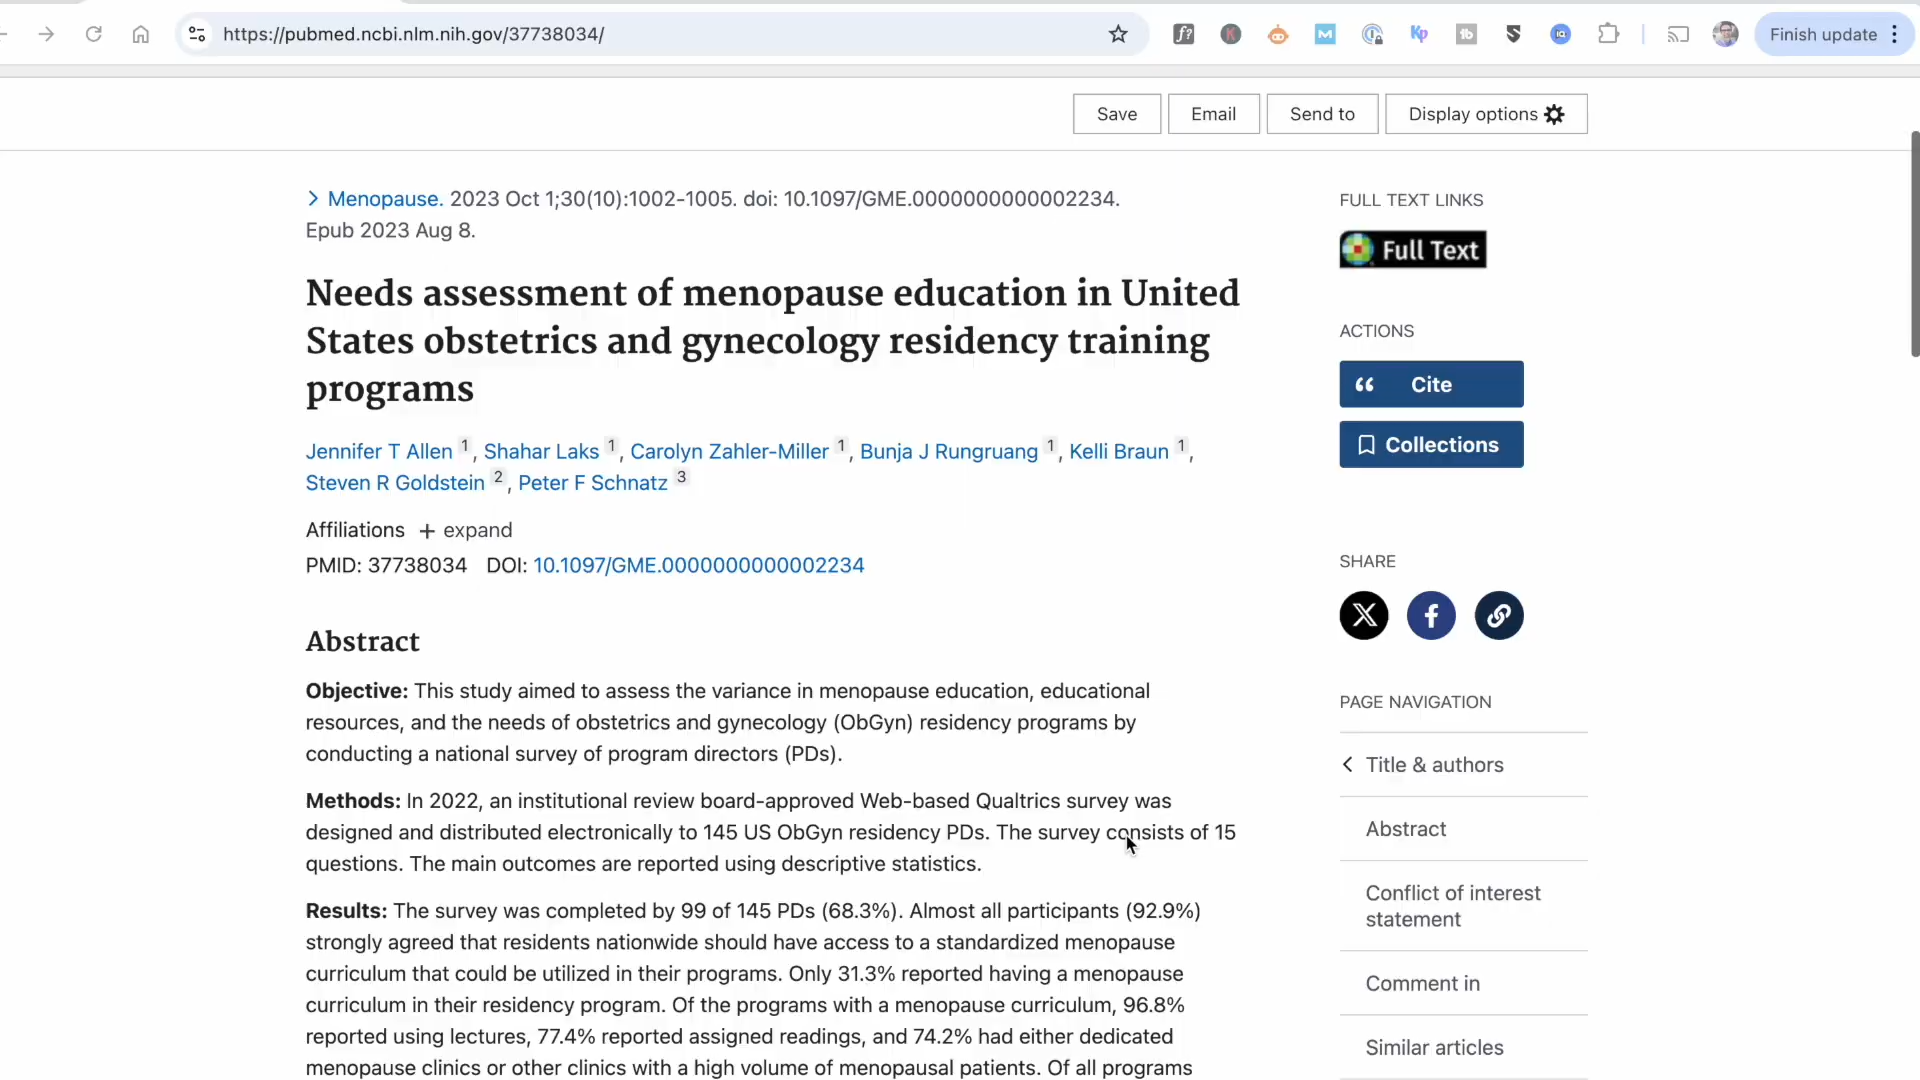 https://pubmed.ncbi.nlm.nih.gov/37738034/
Finish update
Save
Email
Send to
Display options
Menopause. 2023 Oct 1;30(10):1002-1005. doi: 10.1097/GME.0000000000002234.
Epub 2023 Aug 8.
Needs assessment of menopause education in United
States obstetrics and gynecology residency training
programs
Jennifer T Allen 1, Shahar Laks 1, Carolyn Zahler-Miller 1, Bunja J Rungruang 1, Kelli Braun 1,
Steven R Goldstein 2, Peter F Schnatz 3
Affiliations + expand
PMID: 37738034 DOI: 10.1097/GME.0000000000002234
Abstract
Objective: This study aimed to assess the variance in menopause education, educational
resources, and the needs of obstetrics and gynecology (ObGyn) residency programs by
conducting a national survey of program directors (PDs).
Methods: In 2022, an institutional review board-approved Web-based Qualtrics survey was
designed and distributed electronically to 145 US ObGyn residency PDs. The survey consists of 15
questions. The main outcomes are reported using descriptive statistics.
Results: The survey was completed by 99 of 145 PDs (68.3%). Almost all participants (92.9%)
strongly agreed that residents nationwide should have access to a standardized menopause
curriculum that could be utilized in their programs. Only 31.3% reported having a menopause
curriculum in their residency program. Of the programs with a menopause curriculum, 96.8%
reported using lectures, 77.4% reported assigned readings, and 74.2% had either dedicated
menopause clinics or other clinics with a high volume of menopausal patients. Of all programs
FULL TEXT LINKS
Full Text
ACTIONS
Cite
Collections
SHARE
PAGE NAVIGATION
Title & authors
Abstract
Conflict of interest
statement
Comment in
Similar articles